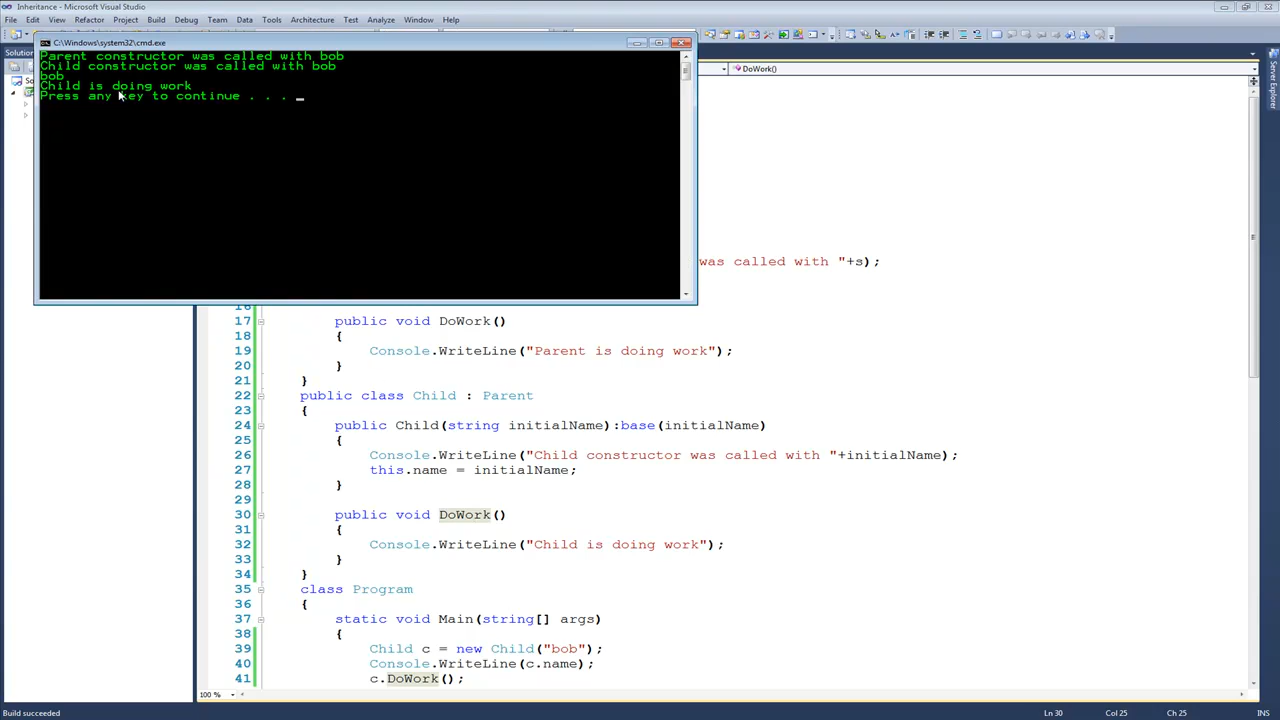 Inheritance - Microsoft Visual Studio
File Edit View Refactor Project Build Debug Team Data Tools Architecture Test Analyze Window Help
C:\Windows\system32\cmd.exe
Parent constructor was called with bob
Child constructor was called with bob
bob
Child is doing work
Press any key to continue . . . _
Solutio
So
DoWork()
Server Explorer
was called with "+s);
16
17 public void DoWork()
18 {
19 Console.WriteLine("Parent is doing work");
20 }
21 }
22 public class Child : Parent
23 {
24 public Child(string initialName):base(initialName)
25 {
26 Console.WriteLine("Child constructor was called with "+initialName);
27 this.name = initialName;
28 }
29
30 public void DoWork()
31 {
32 Console.WriteLine("Child is doing work");
33 }
34 }
35 class Program
36 {
37 static void Main(string[] args)
38 {
39 Child c = new Child("bob");
40 Console.WriteLine(c.name);
41 c.DoWork();
100 %
Build succeeded Ln 30 Col 25 Ch 25 INS